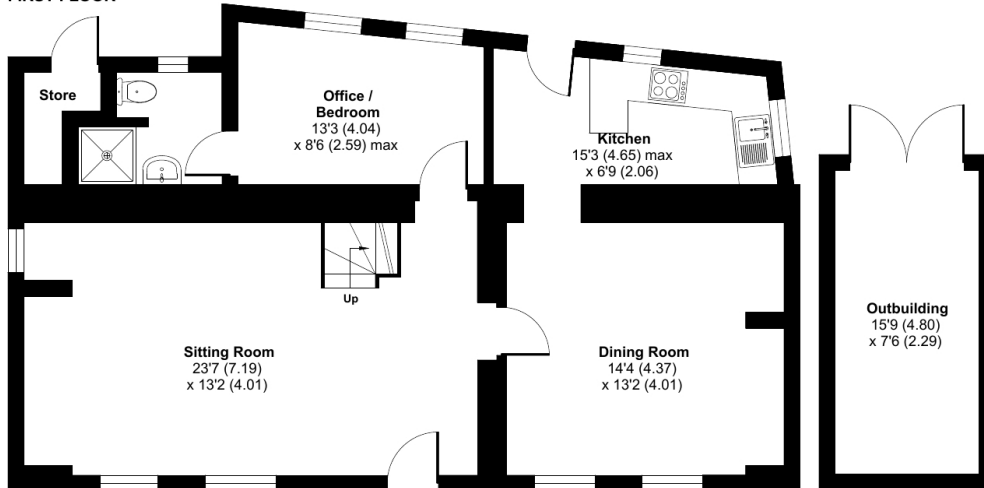 FIRST FLOOR
Store
Office /
Bedroom
13'3 (4.04)
x 8'6 (2.59) max
Kitchen
15'3 (4.65) max
x 6'9 (2.06)
Up
Sitting Room
23'7 (7.19)
x 13'2 (4.01)
Dining Room
14'4 (4.37)
x 13'2 (4.01)
Outbuilding
15'9 (4.80)
x 7'6 (2.29)